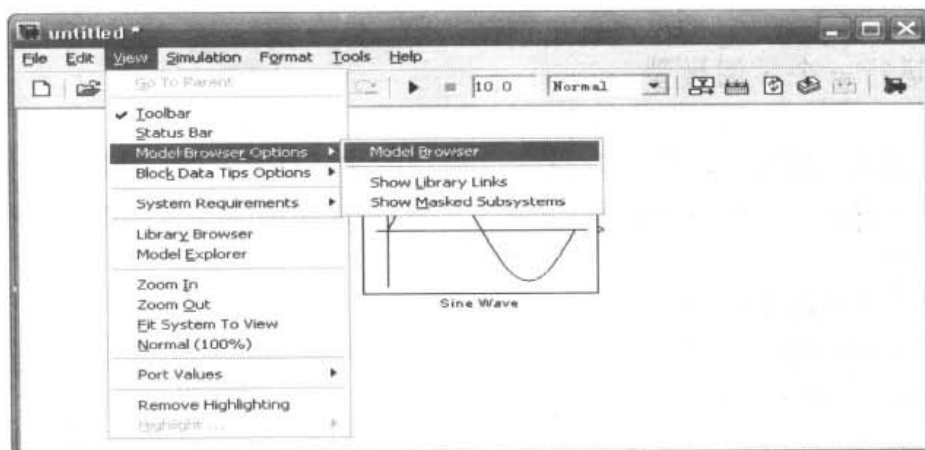 untitled *
File Edit View Simulation Format Tools Help
Go To Parent
10.0 Normal
Toolbar
Status Bar
Model Browser Options
Model Browser
Block Data Tips Options
Show Library Links
System Requirements
Show Masked Subsystems
Library Browser
Model Explorer
Zoom In
Zoom Out
Fit System To View
Normal (100%)
Sine Wave
Port Values
Remove Highlighting
Highlight ...